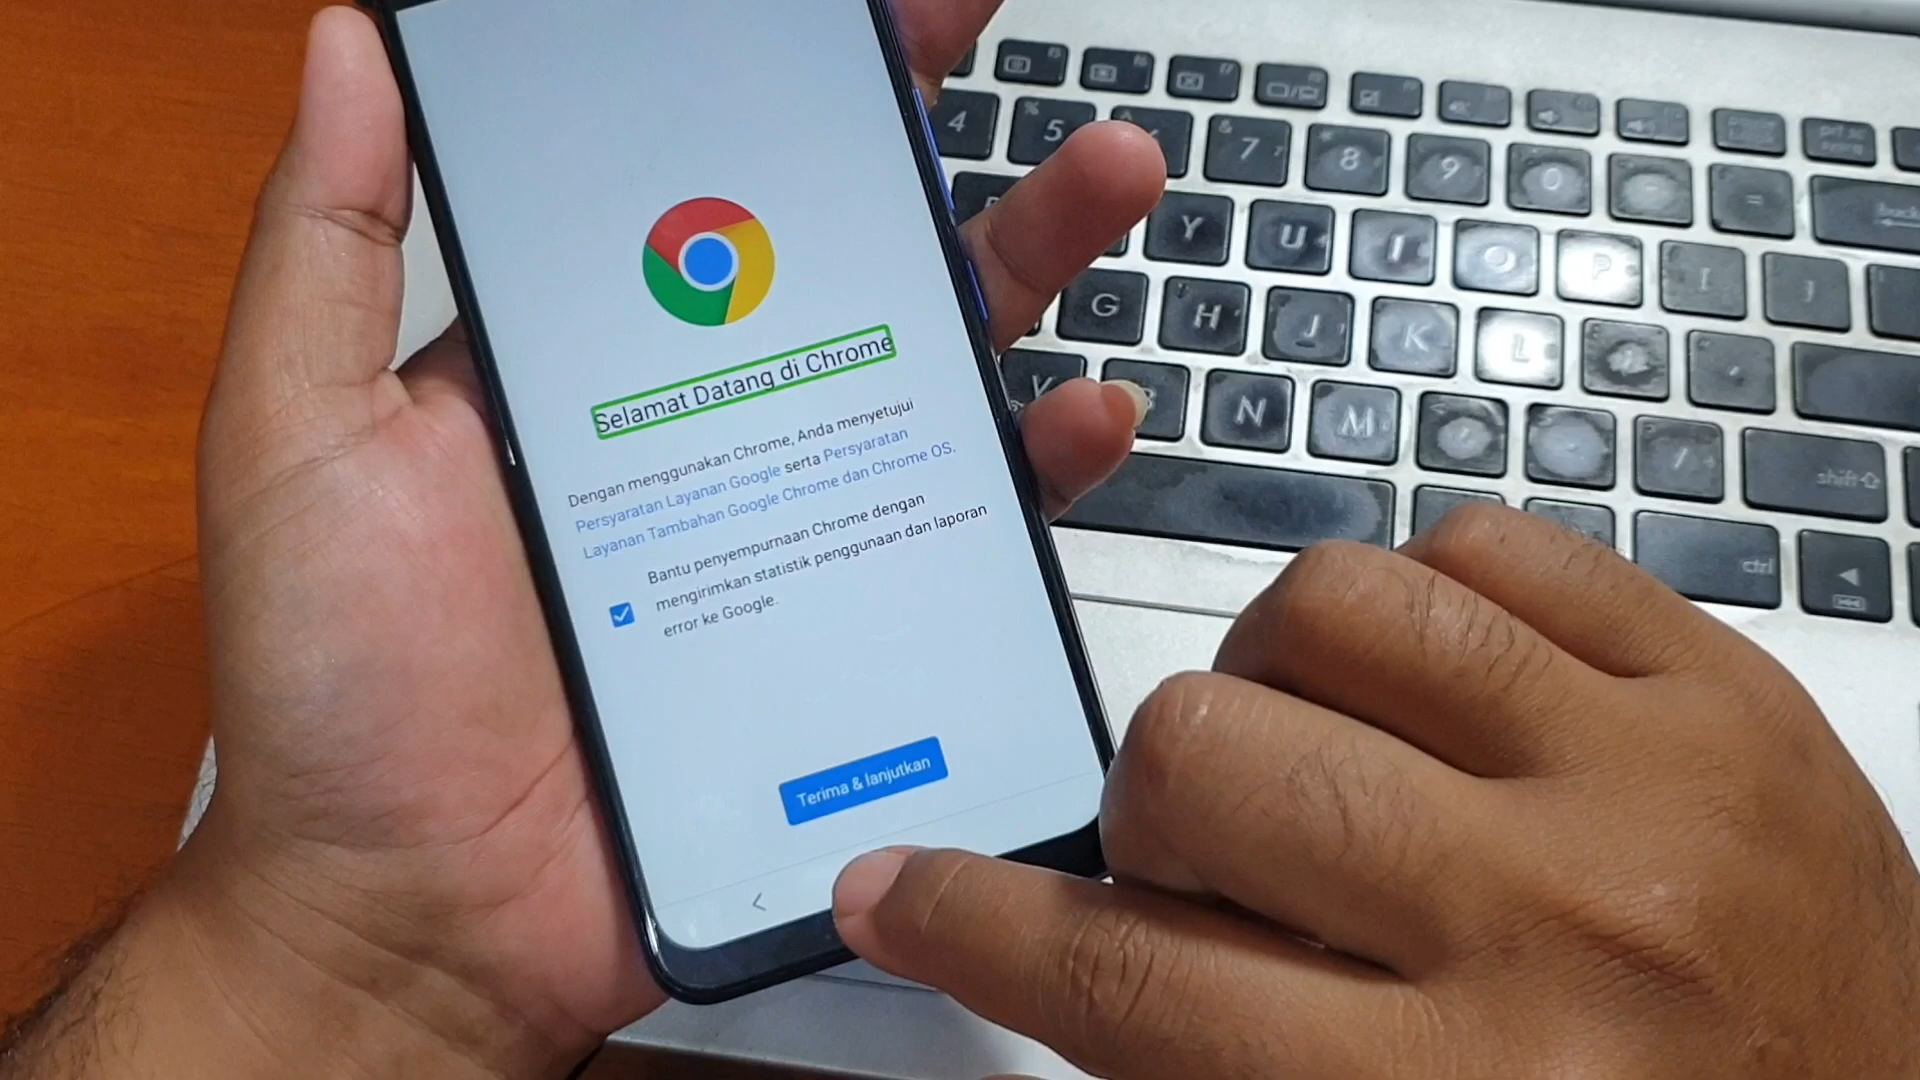 Selamat Datang di Chrome
Dengan menggunakan Chrome, Anda menyetujui
Persyaratan Layanan Google serta Persyaratan
Layanan Tambahan Google Chrome dan Chrome OS.
Bantu penyempurnaan Chrome dengan
mengirimkan statistik penggunaan dan laporan
error ke Google.
Terima & lanjutkan
4 % 5 & 7 * 8 9 0 =
Y U I O P
G H J K L
V B N M
shift
ctrl